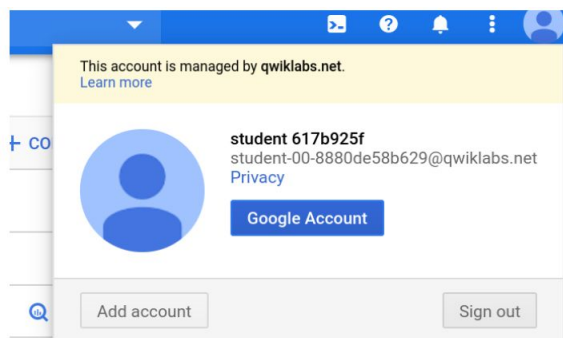 This account is managed by qwiklabs.net.
Learn more
+ CO
student 617b925f
student-00-8880de58b629@qwiklabs.net
Privacy
Google Account
Add account
Sign out